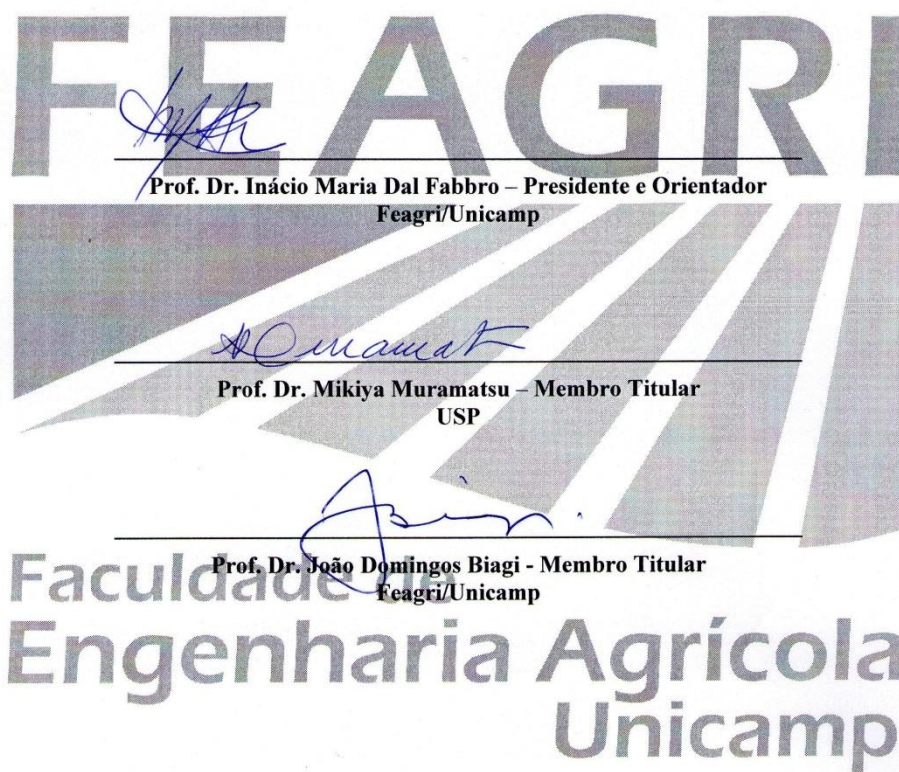 FEAGRI
Prof. Dr. Inácio Maria Dal Fabbro – Presidente e Orientador
Feagri/Unicamp
Prof. Dr. Mikiya Muramatsu – Membro Titular
USP
Prof. Dr. João Domingos Biagi - Membro Titular
Feagri/Unicamp
Faculdade de
Engenharia Agrícola
Unicamp